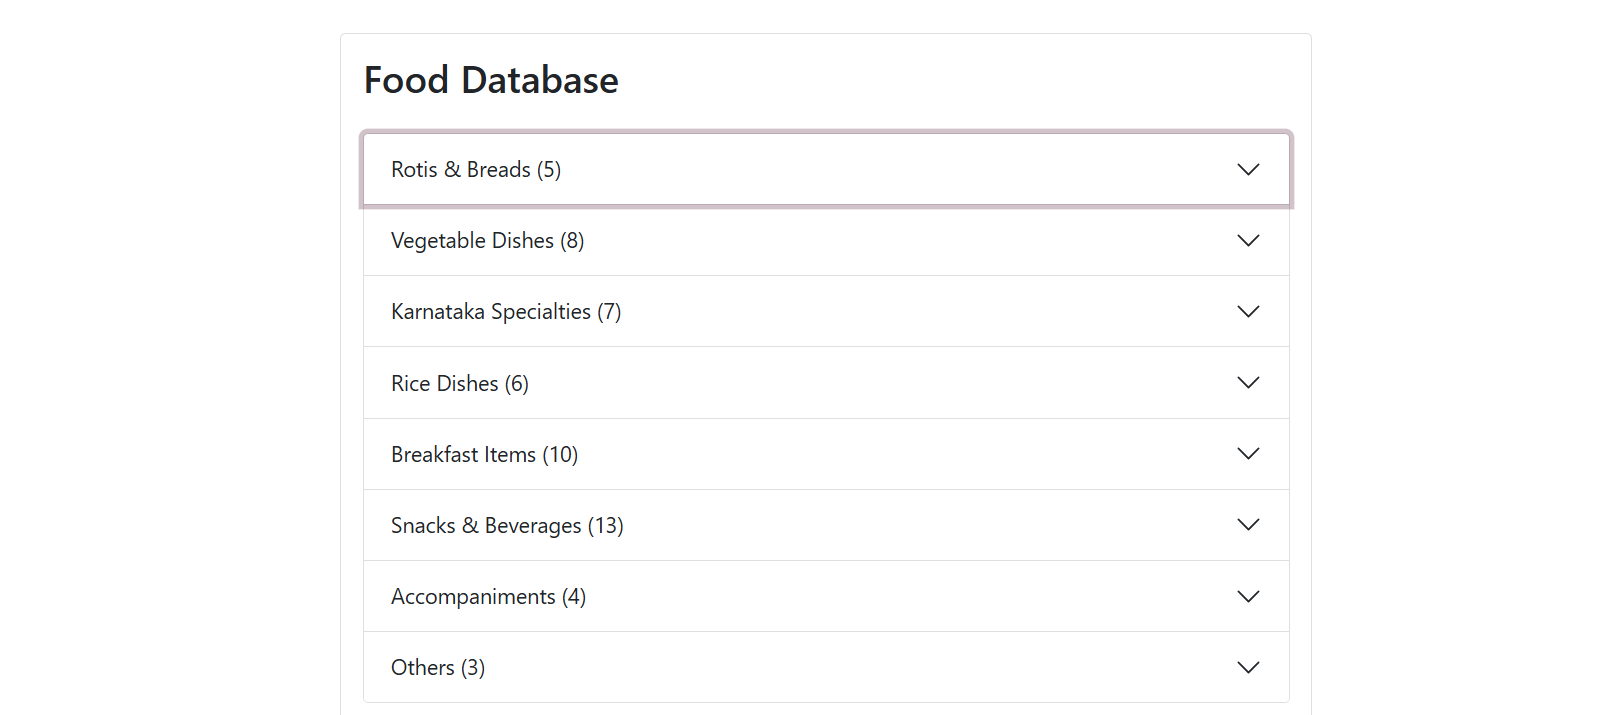 Food Database
Rotis & Breads (5)
Vegetable Dishes (8)
Karnataka Specialties (7)
Rice Dishes (6)
Breakfast Items (10)
Snacks & Beverages (13)
Accompaniments (4)
Others (3)